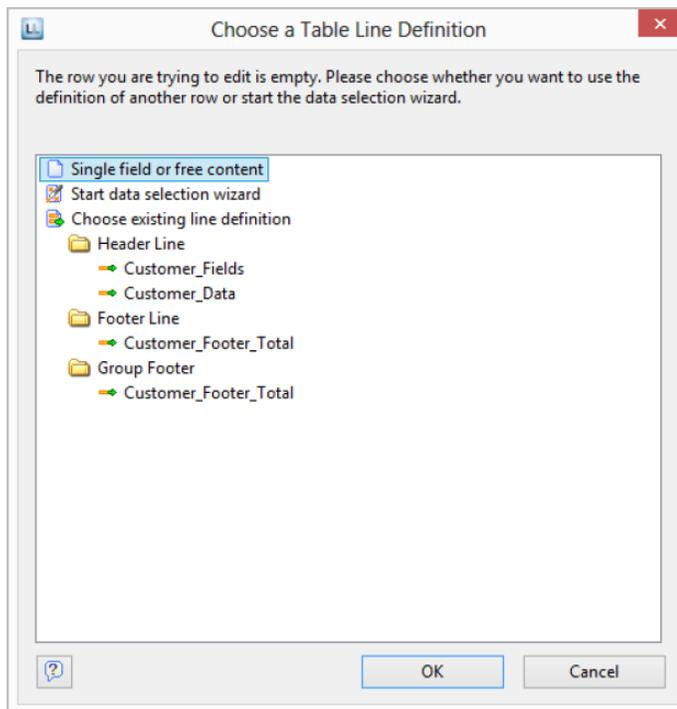 LL
Choose a Table Line Definition
The row you are trying to edit is empty. Please choose whether you want to use the
definition of another row or start the data selection wizard.
Single field or free content
Start data selection wizard
Choose existing line definition
Header Line
Customer_Fields
Customer_Data
Footer Line
Customer_Footer_Total
Group Footer
Customer_Footer_Total
OK
Cancel